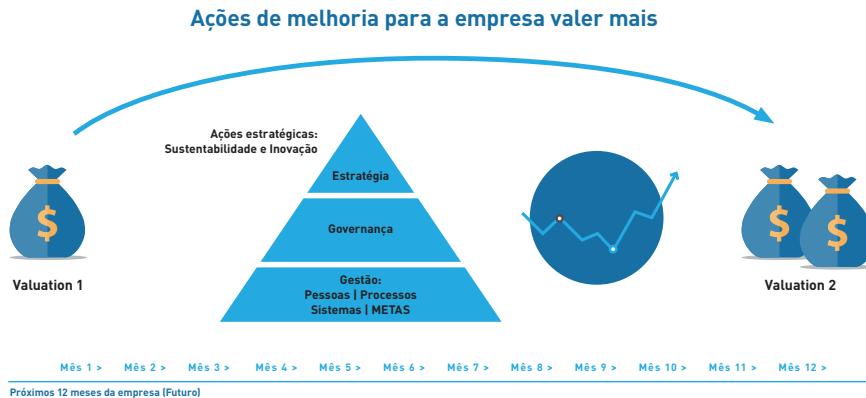 Ações de melhoria para a empresa valer mais
Ações estratégicas:
Sustentabilidade e Inovação
Estratégia
Governança
Gestão:
Pessoas | Processos
Sistemas | METAS
$
Valuation 1
$
$
Valuation 2
Mês 1 > Mês 2 > Mês 3 > Mês 4 > Mês 5 > Mês 6 > Mês 7 > Mês 8 > Mês 9 > Mês 10 > Mês 11 > Mês 12 >
Próximos 12 meses da empresa (Futuro)